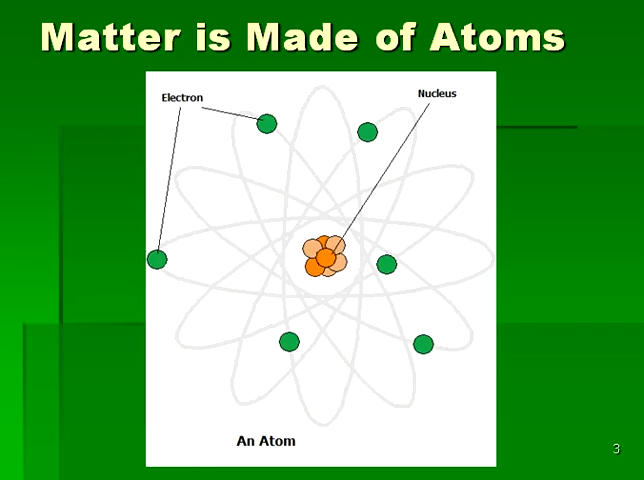 Matter is Made of Atoms
Electron
Nucleus
An Atom
3